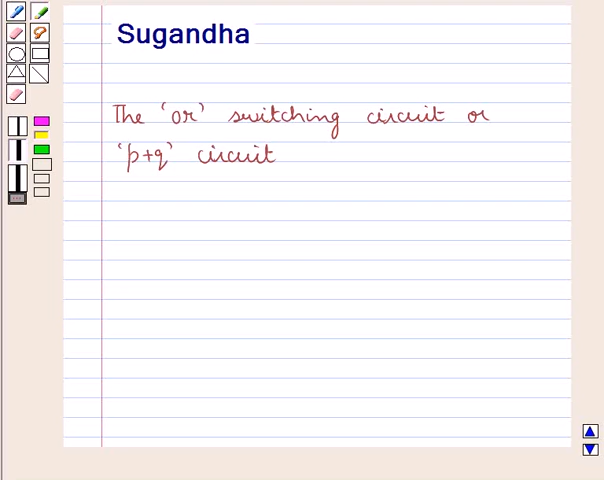 Sugandha
The 'or' switching circuit or
'p+q' circuit